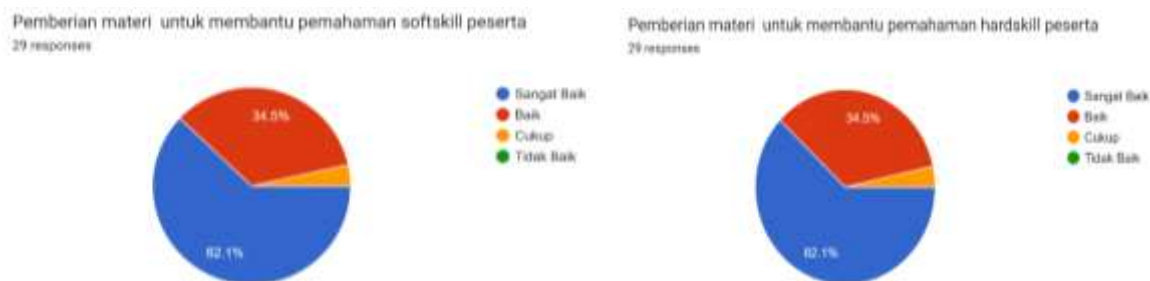 Pemberian materi untuk membantu pemahaman softskill peserta
29 responses
34.5%
62.1%
Sangat Baik
Baik
Cukup
Tidak Baik
Pemberian materi untuk membantu pemahaman hardskill peserta
29 responses
34.5%
62.1%
Sangat Baik
Baik
Cukup
Tidak Baik